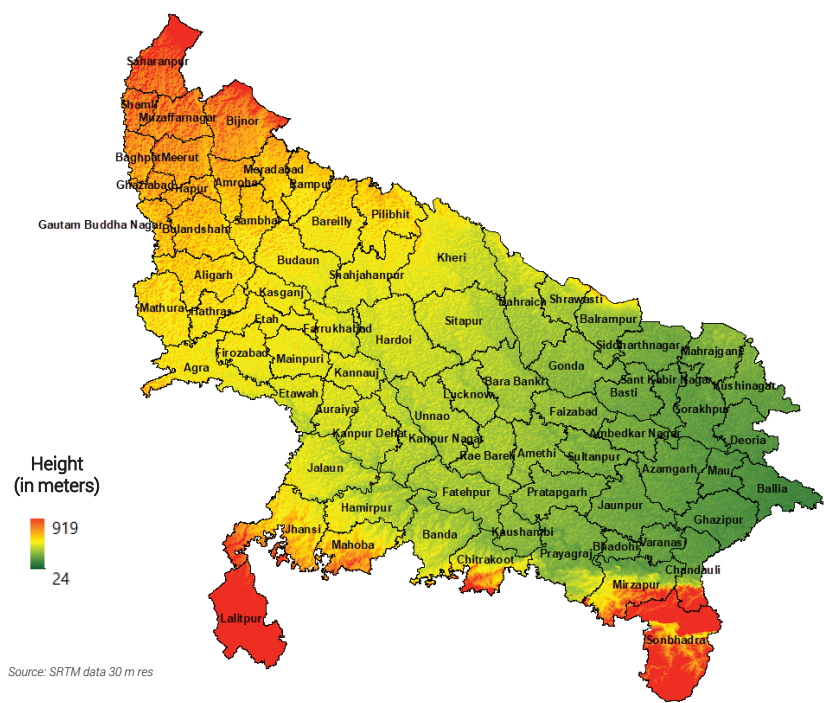 Saharanpur
Shamli
Muzaffarnagar
Bijnor
Baghpat
Meerut
Moradabad
Ghaziabad
Hapur
Amroha
Rampur
Gautam Buddha Nagar
Bulandshahr
Sambhal
Bareilly
Pilibhit
Budaun
Kheri
Aligarh
Shahjahanpur
Kasganj
Bahraich
Shrawasti
Mathura
Hathras
Etah
Farrukhabad
Sitapur
Balrampur
Hardoi
Siddharthnagar
Mahrajganj
Agra
Firozabad
Mainpuri
Kannauj
Gonda
Bara Banki
Sant Kabir Nagar
Kushinagar
Etawah
Lucknow
Basti
Auraiya
Unnao
Faizabad
Gorakhpur
Kanpur Dehat
Kanpur Nagar
Ambedkar Nagar
Deoria
Rae Bareli
Amethi
Sultanpur
Jalaun
Azamgarh
Mau
Fatehpur
Pratapgarh
Ballia
Hamirpur
Jaunpur
Ghazipur
Jhansi
Mahoba
Banda
Kaushambi
Prayagraj
Bhadohi
Varanasi
Chitrakoot
Chandauli
Mirzapur
Lalitpur
Sonbhadra
Height
(in meters)
919
24
Source: SRTM data 30 m res